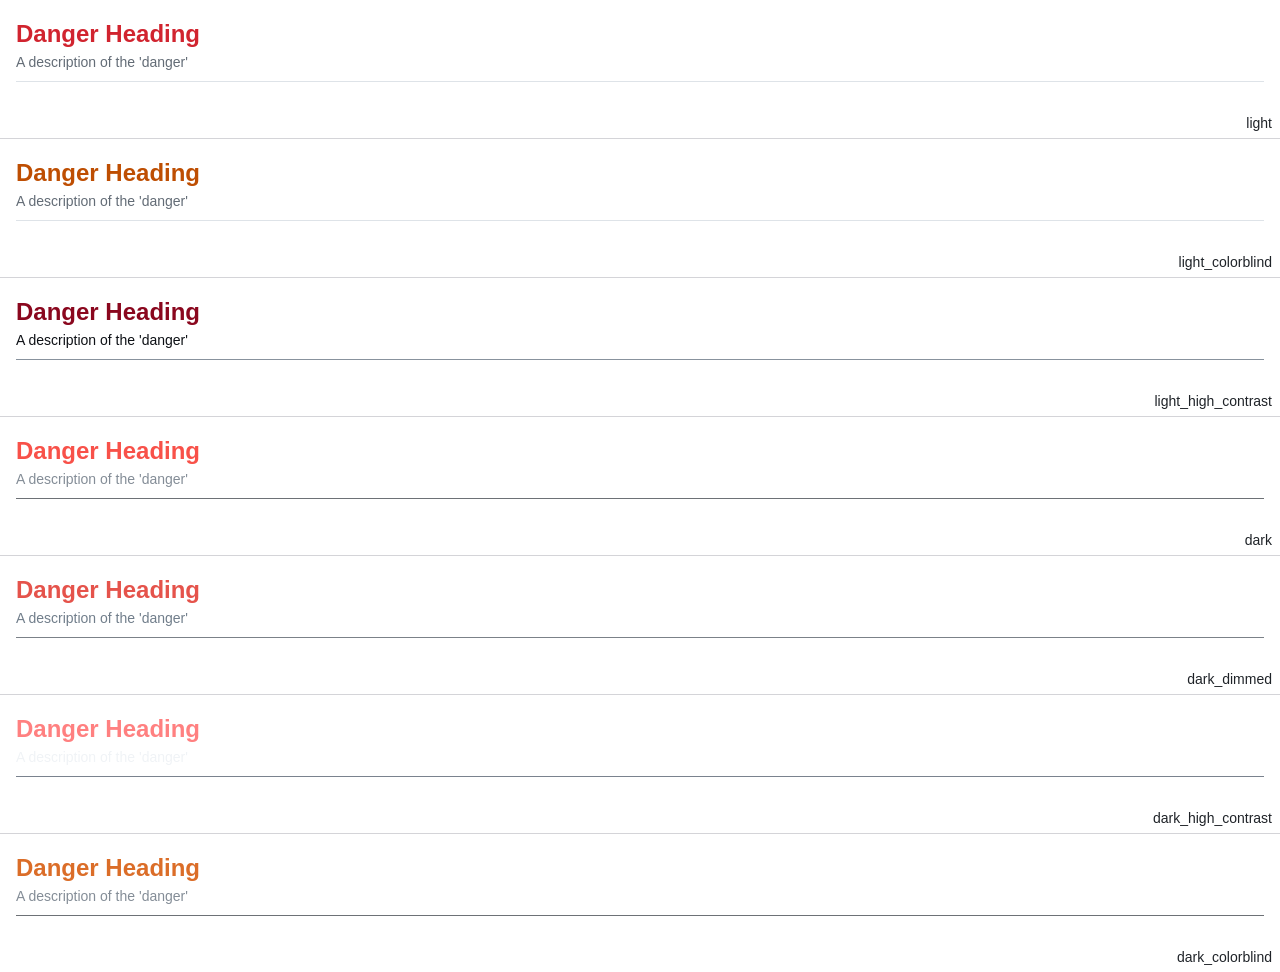 Danger Heading
A description of the 'danger'
light
Danger Heading
A description of the 'danger'
light_colorblind
Danger Heading
A description of the 'danger'
light_high_contrast
Danger Heading
A description of the 'danger'
dark
Danger Heading
A description of the 'danger'
dark_dimmed
Danger Heading
A description of the 'danger'
dark_high_contrast
Danger Heading
A description of the 'danger'
dark_colorblind